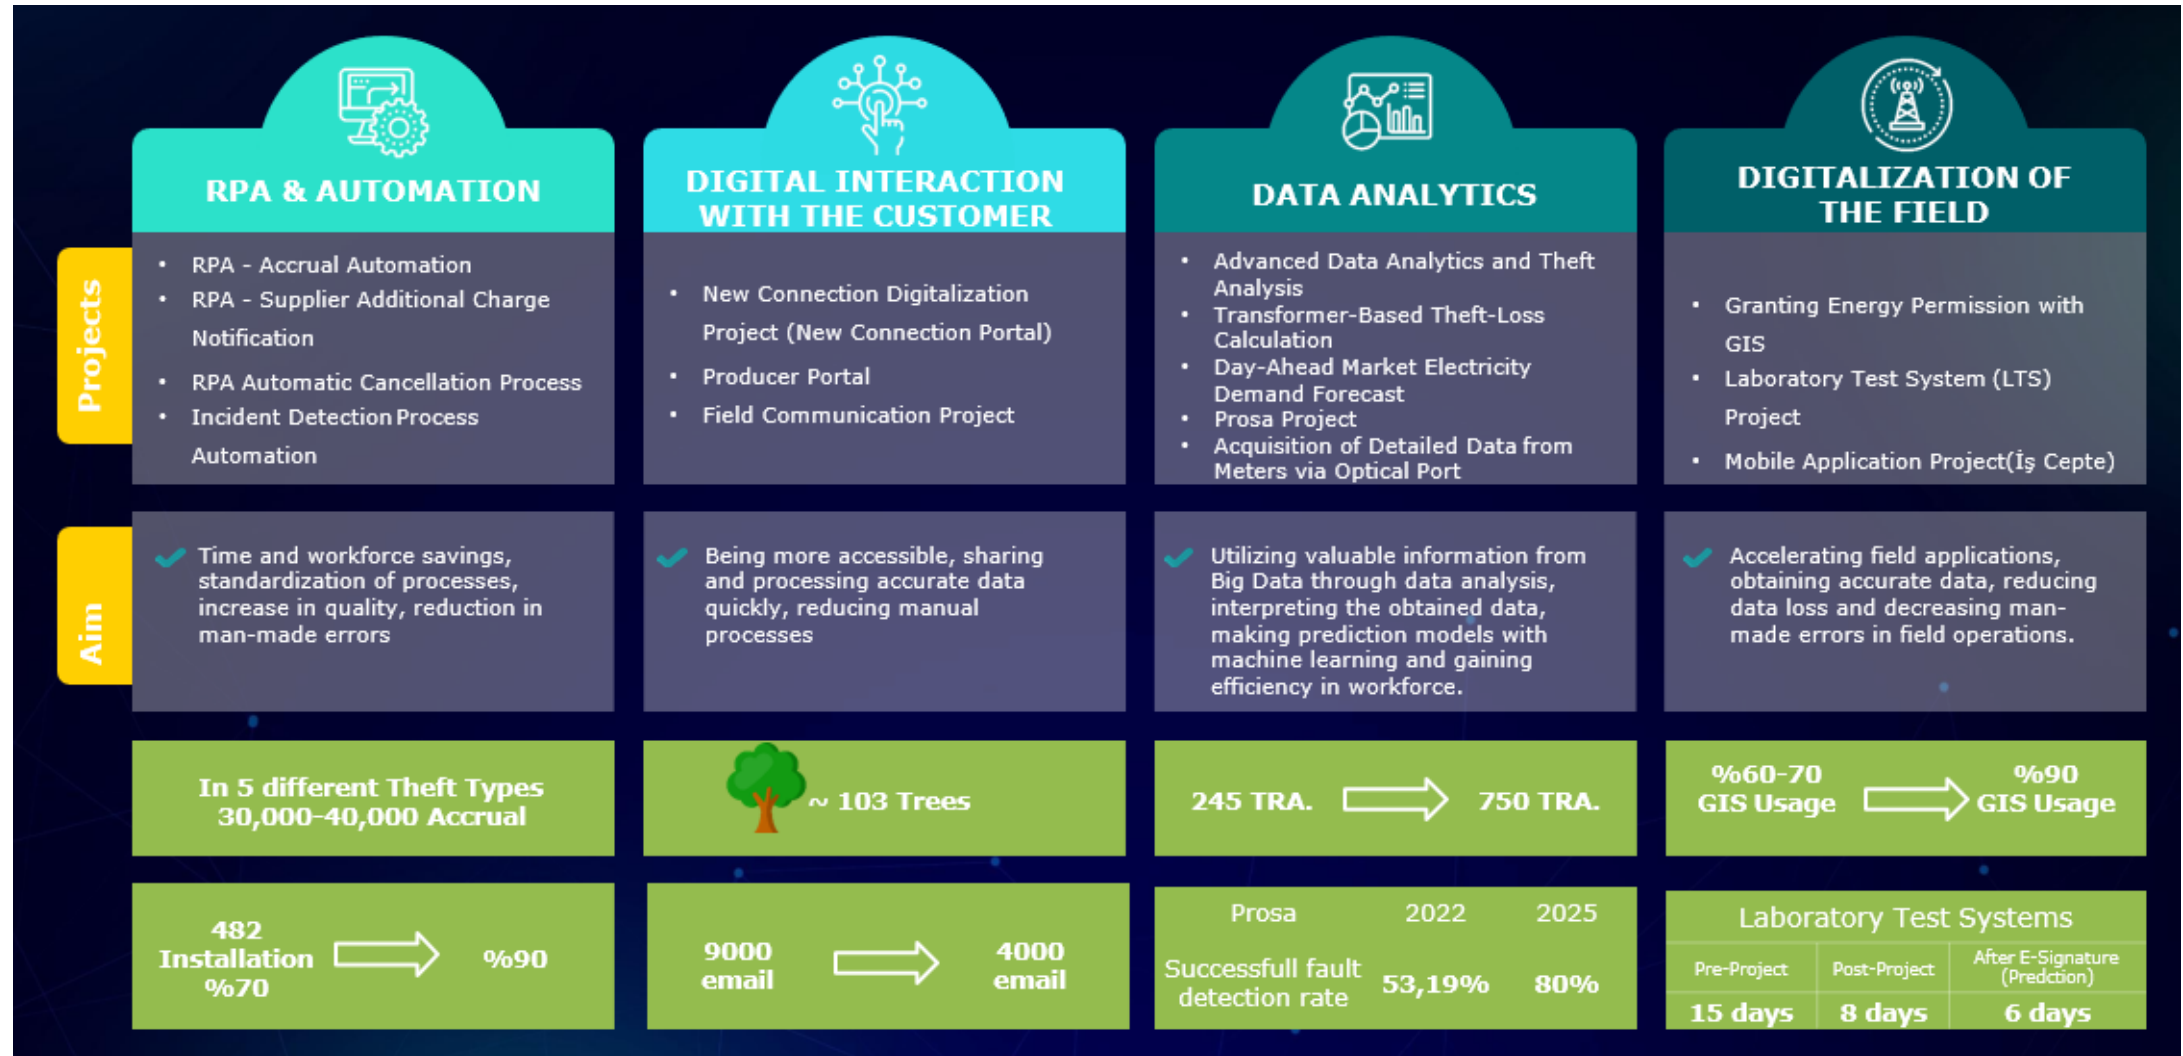 RPA & AUTOMATION
DIGITAL INTERACTION
WITH THE CUSTOMER
DATA ANALYTICS
DIGITALIZATION OF
THE FIELD
Projects
• RPA - Accrual Automation
• RPA - Supplier Additional Charge
Notification
• RPA Automatic Cancellation Process
• Incident Detection Process
Automation
• New Connection Digitalization
Project (New Connection Portal)
• Producer Portal
• Field Communication Project
• Advanced Data Analytics and Theft
Analysis
• Transformer-Based Theft-Loss
Calculation
• Day-Ahead Market Electricity
Demand Forecast
• Prosa Project
• Acquisition of Detailed Data from
Meters via Optical Port
• Granting Energy Permission with
GIS
• Laboratory Test System (LTS)
Project
• Mobile Application Project(İş Cepte)
Aim
Time and workforce savings,
standardization of processes,
increase in quality, reduction in
man-made errors
Being more accessible, sharing
and processing accurate data
quickly, reducing manual
processes
Utilizing valuable information from
Big Data through data analysis,
interpreting the obtained data,
making prediction models with
machine learning and gaining
efficiency in workforce.
Accelerating field applications,
obtaining accurate data, reducing
data loss and decreasing man-
made errors in field operations.
In 5 different Theft Types
30,000-40,000 Accrual
~ 103 Trees
245 TRA. 750 TRA.
%60-70
GIS Usage
%90
GIS Usage
482
Installation
%70
%90
9000
email
4000
email
Prosa 2022 2025
Successfull fault
detection rate
53,19% 80%
Laboratory Test Systems
Pre-Project
Post-Project
After E-Signature
(Predction)
15 days 8 days 6 days